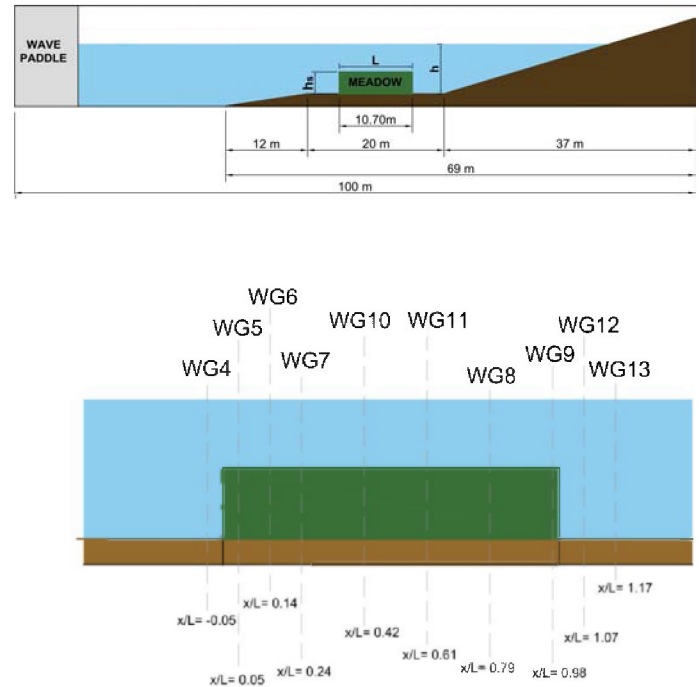 WAVE
PADDLE
L
h
hs
MEADOW
10.70m
12 m
20 m
37 m
69 m
100 m
WG6
WG5
WG10
WG11
WG12
WG4
WG7
WG8
WG9
WG13
x/L= -0.05
x/L= 0.14
x/L= 0.42
x/L= 0.61
x/L= 1.07
x/L= 1.17
x/L= 0.05
x/L= 0.24
x/L= 0.79
x/L= 0.98